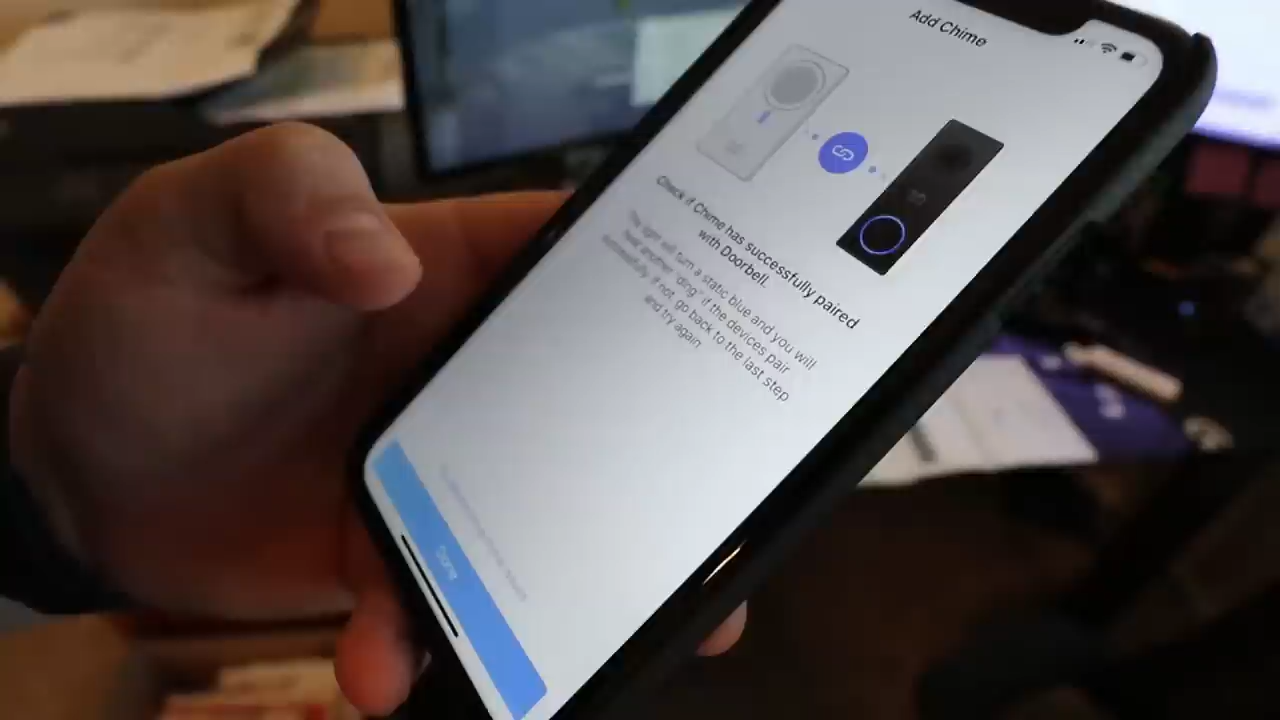 Add Chime
Check if Chime has successfully paired
with Doorbell.
The light will turn a static blue and you will
hear another "ding" if the devices pair
successfully. If not, go back to the last step
and try again.
Done